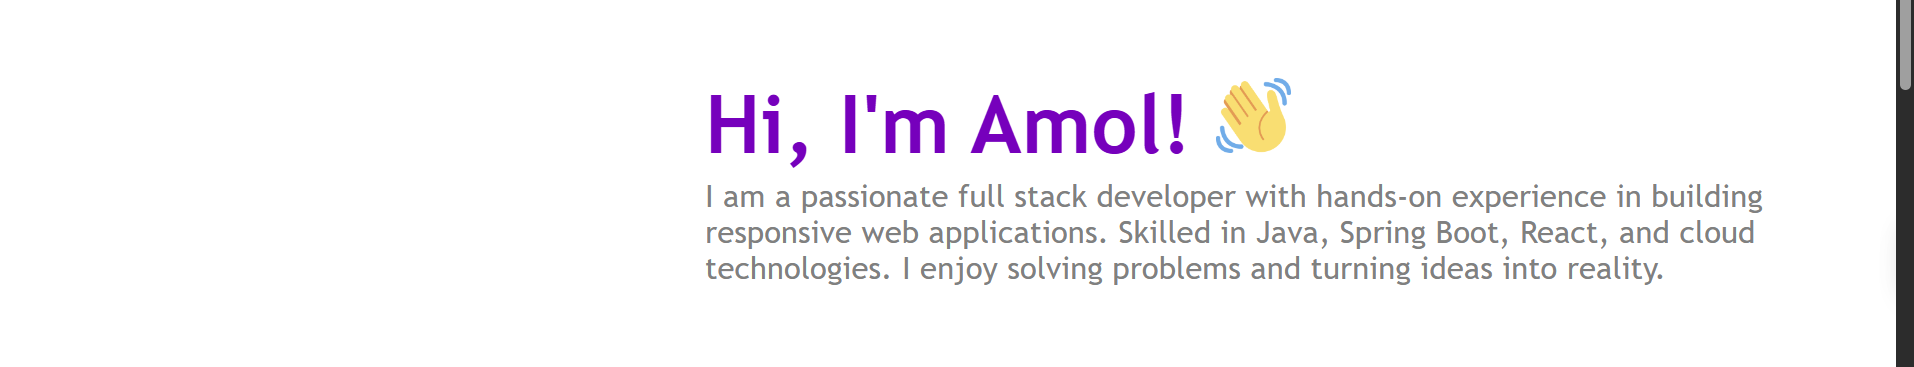 Hi, I'm Amol! 👋
I am a passionate full stack developer with hands-on experience in building
responsive web applications. Skilled in Java, Spring Boot, React, and cloud
technologies. I enjoy solving problems and turning ideas into reality.